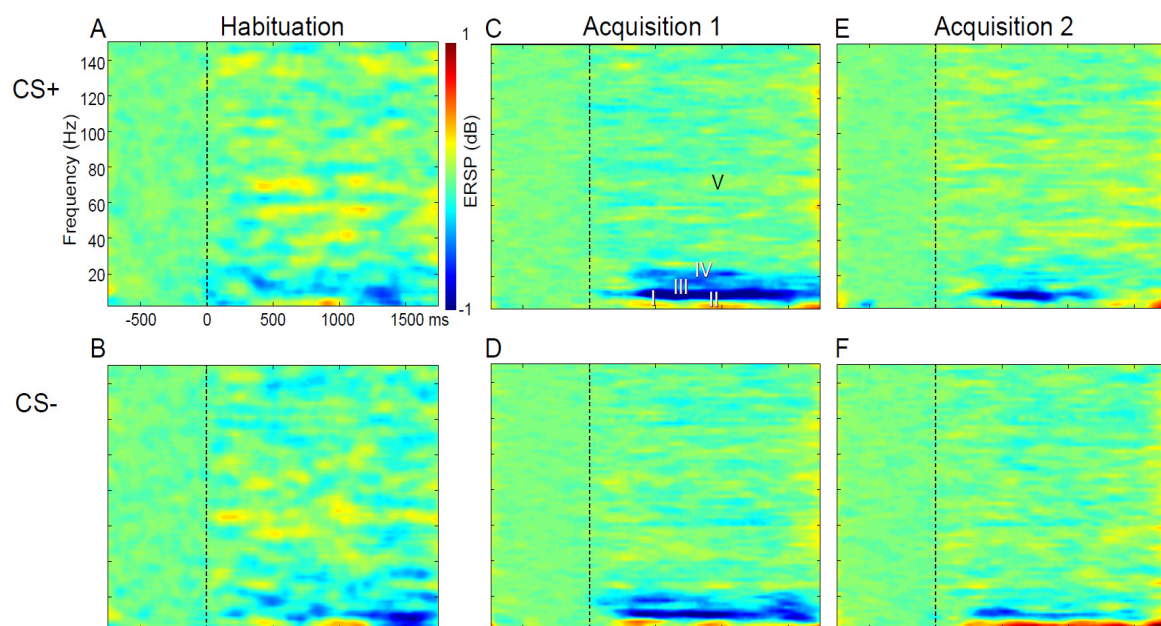 A Habituation
C Acquisition 1
E Acquisition 2
CS+
Frequency (Hz)
140
120
100
80
60
40
20
-500 0 500 1000 1500 ms
1
ERSP (dB)
-1
V
IV
III
I II
B
D
F
CS-